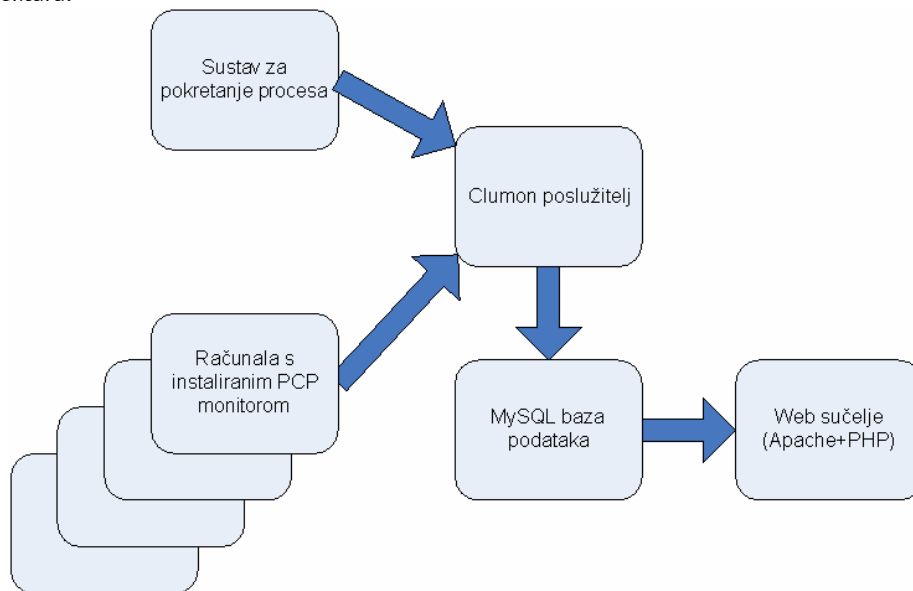 Sustav za
pokretanje procesa
Clumon poslužitelj
Računala s
instaliranim PCP
monitorom
MySQL baza
podataka
Web sučelje
(Apache+PHP)